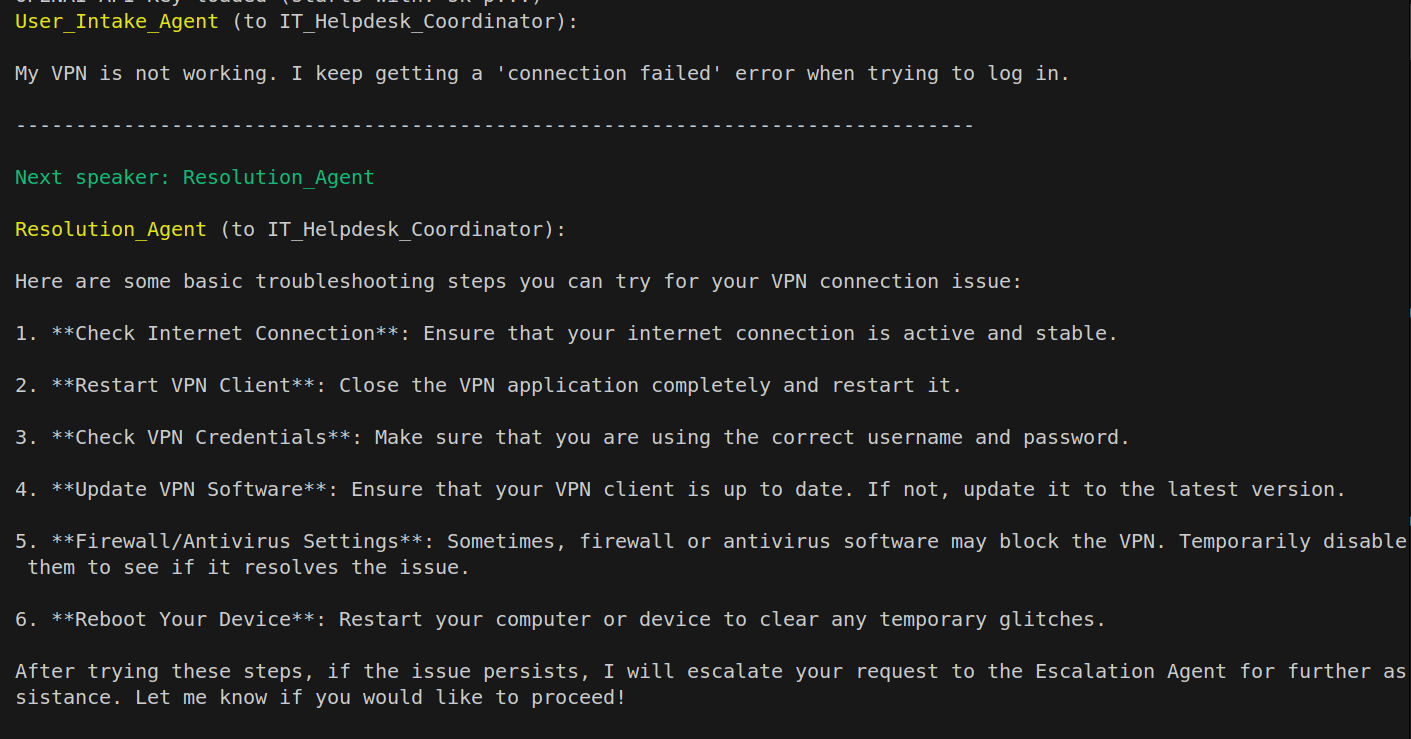 User_Intake_Agent (to IT_Helpdesk_Coordinator):
My VPN is not working. I keep getting a 'connection failed' error when trying to log in.
--------------------------------------------------------------------------------
Next speaker: Resolution_Agent
Resolution_Agent (to IT_Helpdesk_Coordinator):
Here are some basic troubleshooting steps you can try for your VPN connection issue:
1. **Check Internet Connection**: Ensure that your internet connection is active and stable.
2. **Restart VPN Client**: Close the VPN application completely and restart it.
3. **Check VPN Credentials**: Make sure that you are using the correct username and password.
4. **Update VPN Software**: Ensure that your VPN client is up to date. If not, update it to the latest version.
5. **Firewall/Antivirus Settings**: Sometimes, firewall or antivirus software may block the VPN. Temporarily disable
them to see if it resolves the issue.
6. **Reboot Your Device**: Restart your computer or device to clear any temporary glitches.
After trying these steps, if the issue persists, I will escalate your request to the Escalation Agent for further as
sistance. Let me know if you would like to proceed!